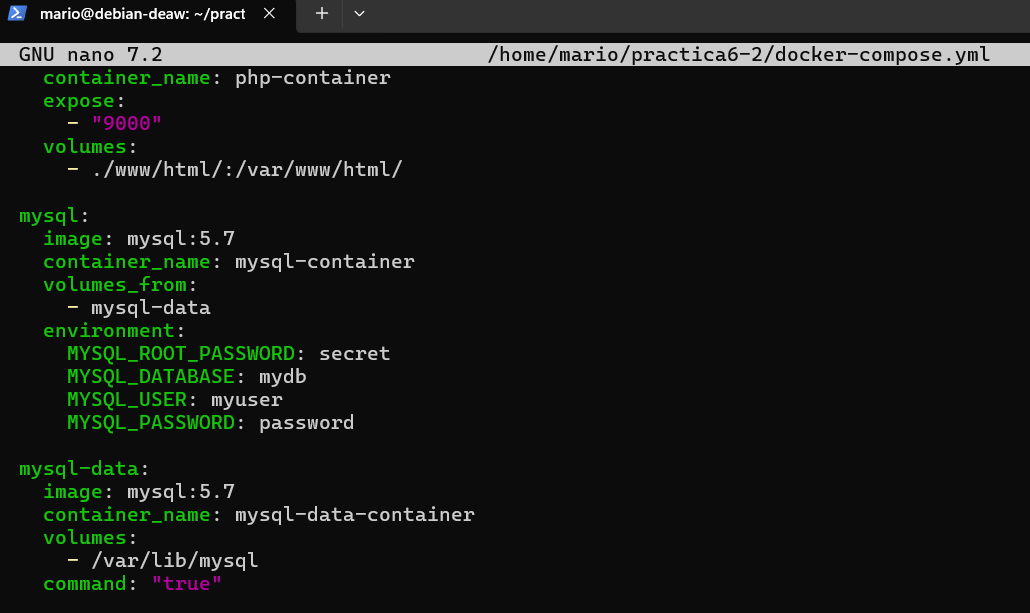 mario@debian-deaw: ~/pract
GNU nano 7.2 /home/mario/practica6-2/docker-compose.yml
container_name: php-container
expose:
- "9000"
volumes:
- ./www/html/:/var/www/html/
mysql:
image: mysql:5.7
container_name: mysql-container
volumes_from:
- mysql-data
environment:
MYSQL_ROOT_PASSWORD: secret
MYSQL_DATABASE: mydb
MYSQL_USER: myuser
MYSQL_PASSWORD: password
mysql-data:
image: mysql:5.7
container_name: mysql-data-container
volumes:
- /var/lib/mysql
command: "true"